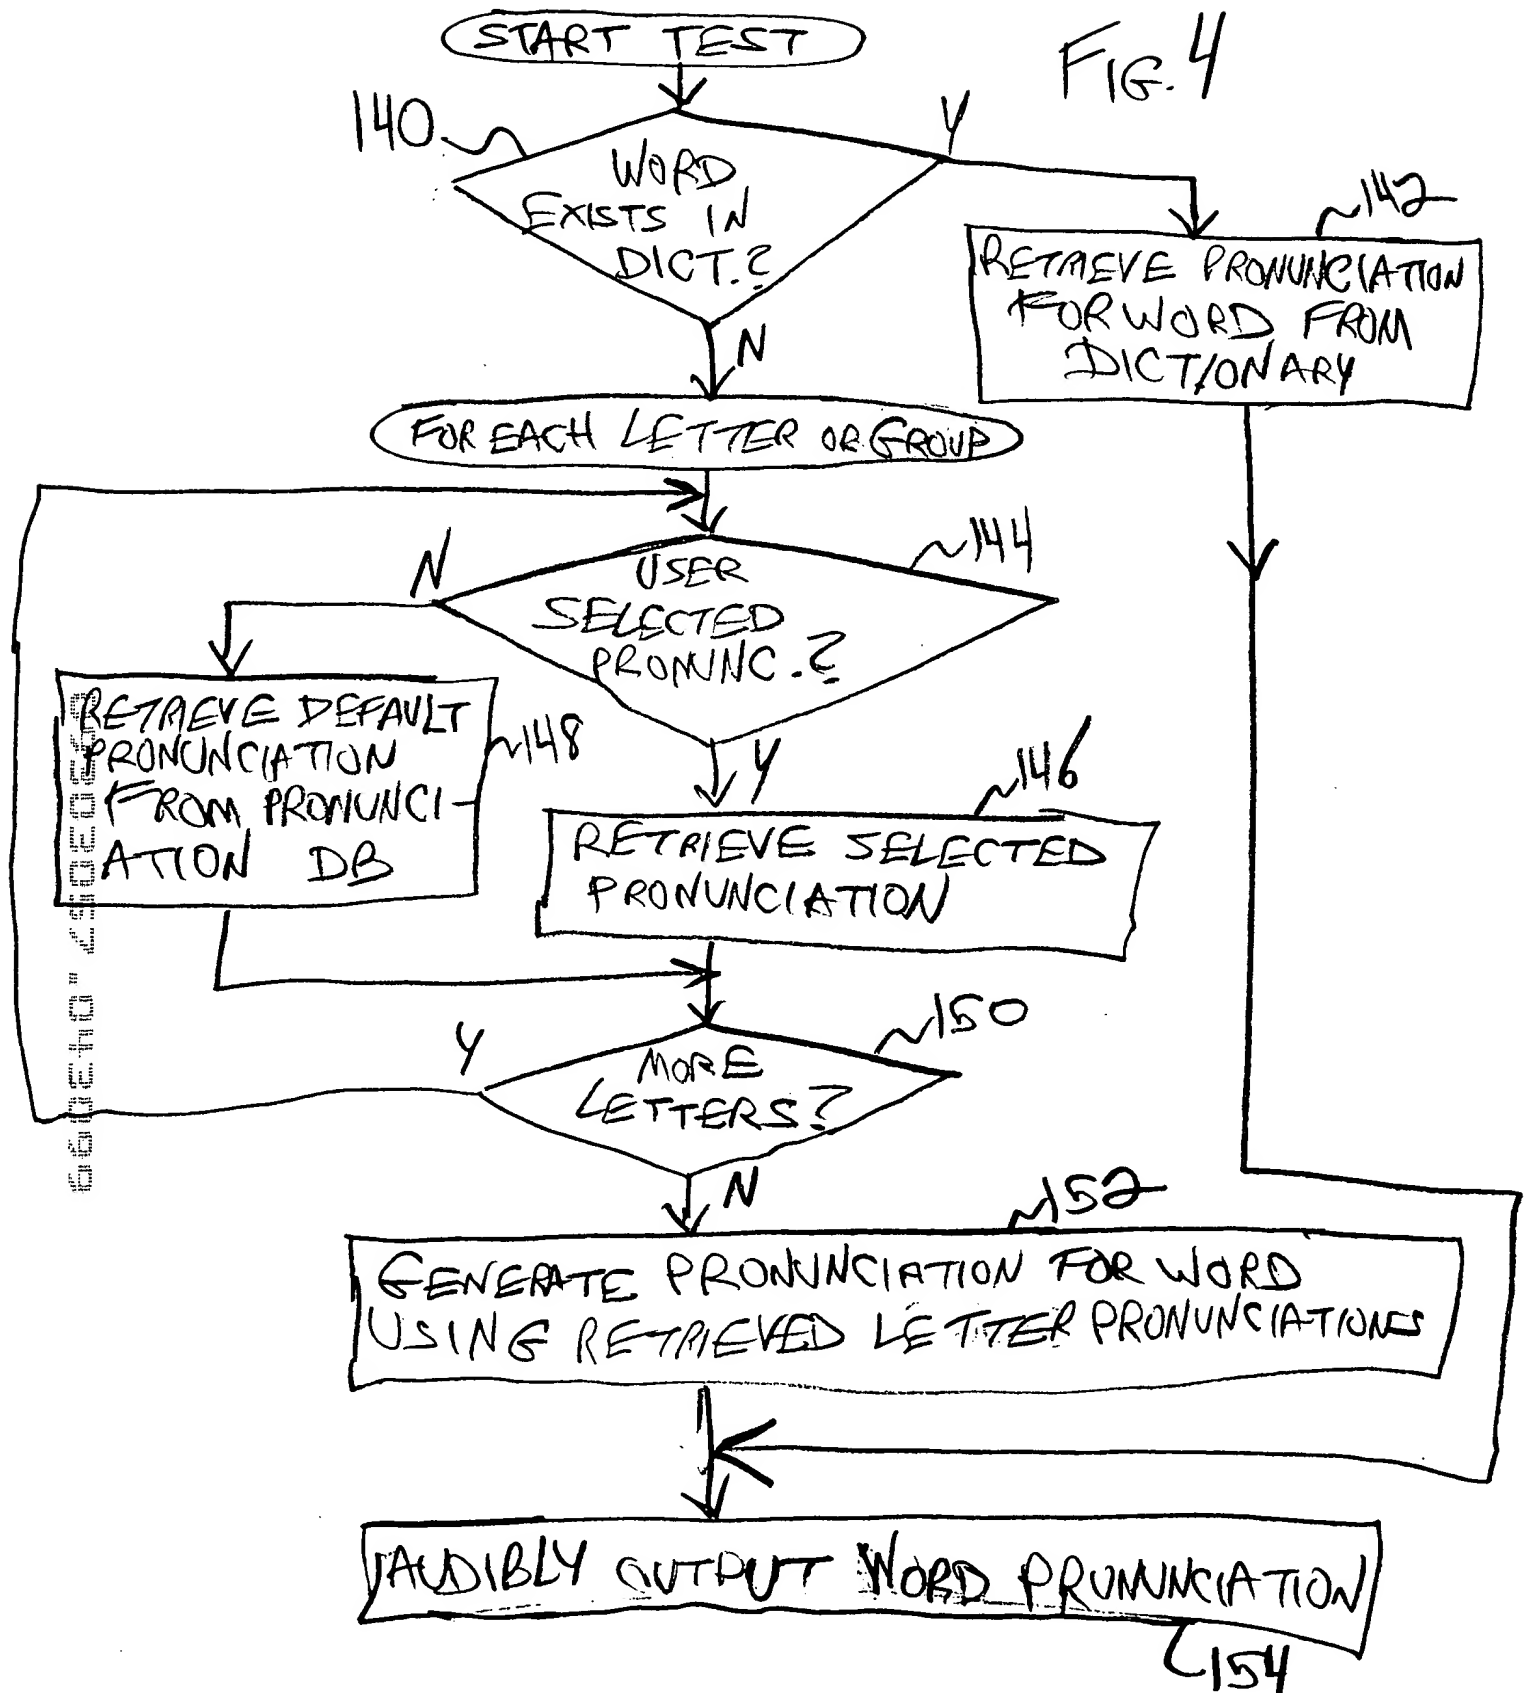 START TEST
FIG. 4
140
Y
WORD
EXISTS IN
DICT.?
142
RETRIEVE PRONUNCIATION
FOR WORD FROM
DICTIONARY
N
FOR EACH LETTER OR GROUP
144
N
USER
SELECTED
PRONUNC.?
148
RETRIEVE DEFAULT
PRONUNCIATION
FROM PRONUNCI-
ATION DB
Y
146
RETRIEVE SELECTED
PRONUNCIATION
150
Y
MORE
LETTERS?
N
152
GENERATE PRONUNCIATION FOR WORD
USING RETRIEVED LETTER PRONUNCIATIONS
AUDIBLY OUTPUT WORD PRONUNCIATION
154